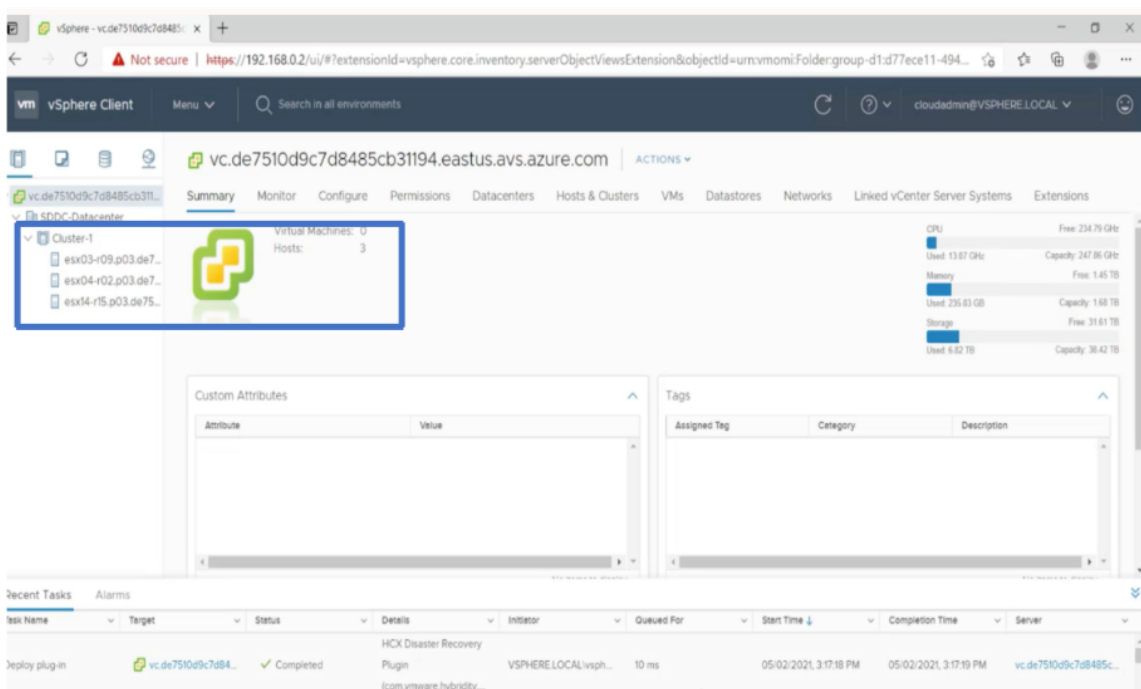 vSphere - vc.de7510d9c7d8485c
Not secure | https://192.168.0.2/ui/#?extensionId=vsphere.core.inventory.serverObjectViewsExtension&objectId=urn:vmomi:Folder:group-d1:d77ece11-494...
vm vSphere Client Menu Search in all environments cloudadmin@VSPHERE.LOCAL
vc.de7510d9c7d8485cb31194.eastus.avs.azure.com ACTIONS
vc.de7510d9c7d8485cb311...
SDDC-Datacenter
Cluster-1
esx03-r09.p03.de7...
esx04-r02.p03.de7...
esx14-r15.p03.de75...
Summary Monitor Configure Permissions Datacenters Hosts & Clusters VMs Datastores Networks Linked vCenter Server Systems Extensions
Virtual Machines: 0
Hosts: 3
CPU Free: 234.79 GHz
Used: 13.07 GHz Capacity: 247.86 GHz
Memory Free: 1.45 TB
Used: 235.83 GB Capacity: 1.68 TB
Storage Free: 31.61 TB
Used: 6.82 TB Capacity: 38.42 TB
Custom Attributes
Attribute Value
Tags
Assigned Tag Category Description
Recent Tasks Alarms
Task Name Target Status Details Initiator Queued For Start Time Completion Time Server
HCX Disaster Recovery
Deploy plug-in vc.de7510d9c7d84... Completed Plugin VSPHERE.LOCAL\vsph... 10 ms 05/02/2021, 3:17:18 PM 05/02/2021, 3:17:19 PM vc.de7510d9c7d8485c...
(com.vmware.hybridity....